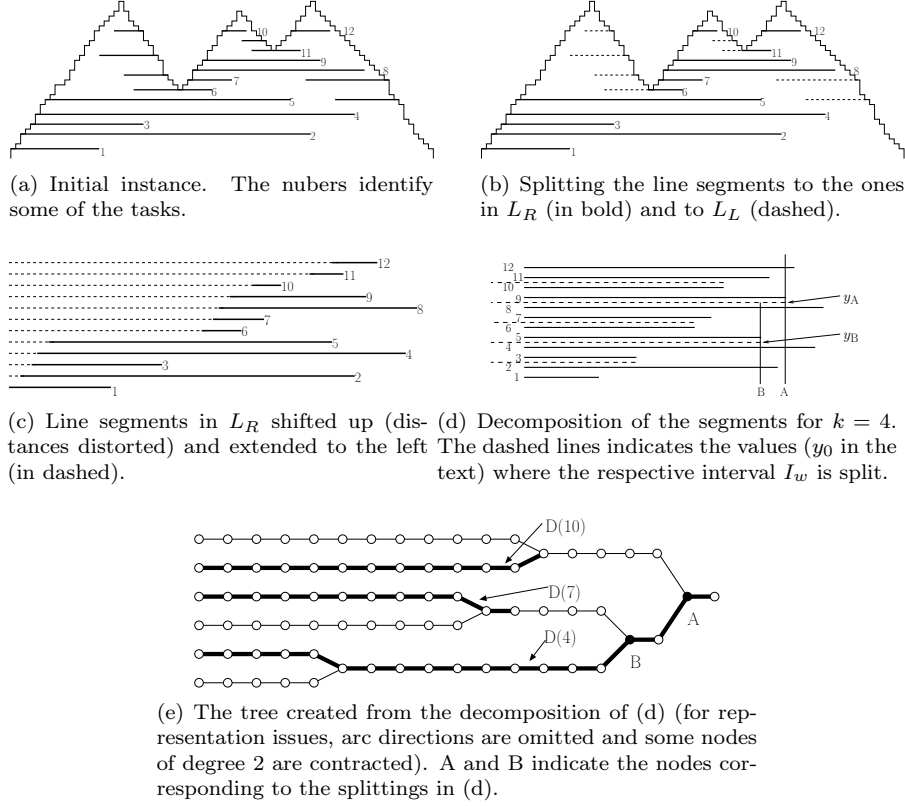 10
12
11
9
8
7
6
5
4
3
2
1
(a) Initial instance. The nubers identify
some of the tasks.
10
12
11
9
8
7
6
5
4
3
2
1
(b) Splitting the line segments to the ones
in L_R (in bold) and to L_L (dashed).
12
11
10
9
8
7
6
5
4
3
2
1
(c) Line segments in L_R shifted up (dis-
tances distorted) and extended to the left
(in dashed).
12
11
10
9
8
7
6
5
4
3
2
1
y_A
y_B
B A
(d) Decomposition of the segments for k = 4.
The dashed lines indicates the values (y_0 in the
text) where the respective interval I_w is split.
D(10)
D(7)
D(4)
A
B
(e) The tree created from the decomposition of (d) (for rep-
resentation issues, arc directions are omitted and some nodes
of degree 2 are contracted). A and B indicate the nodes cor-
responding to the splittings in (d).